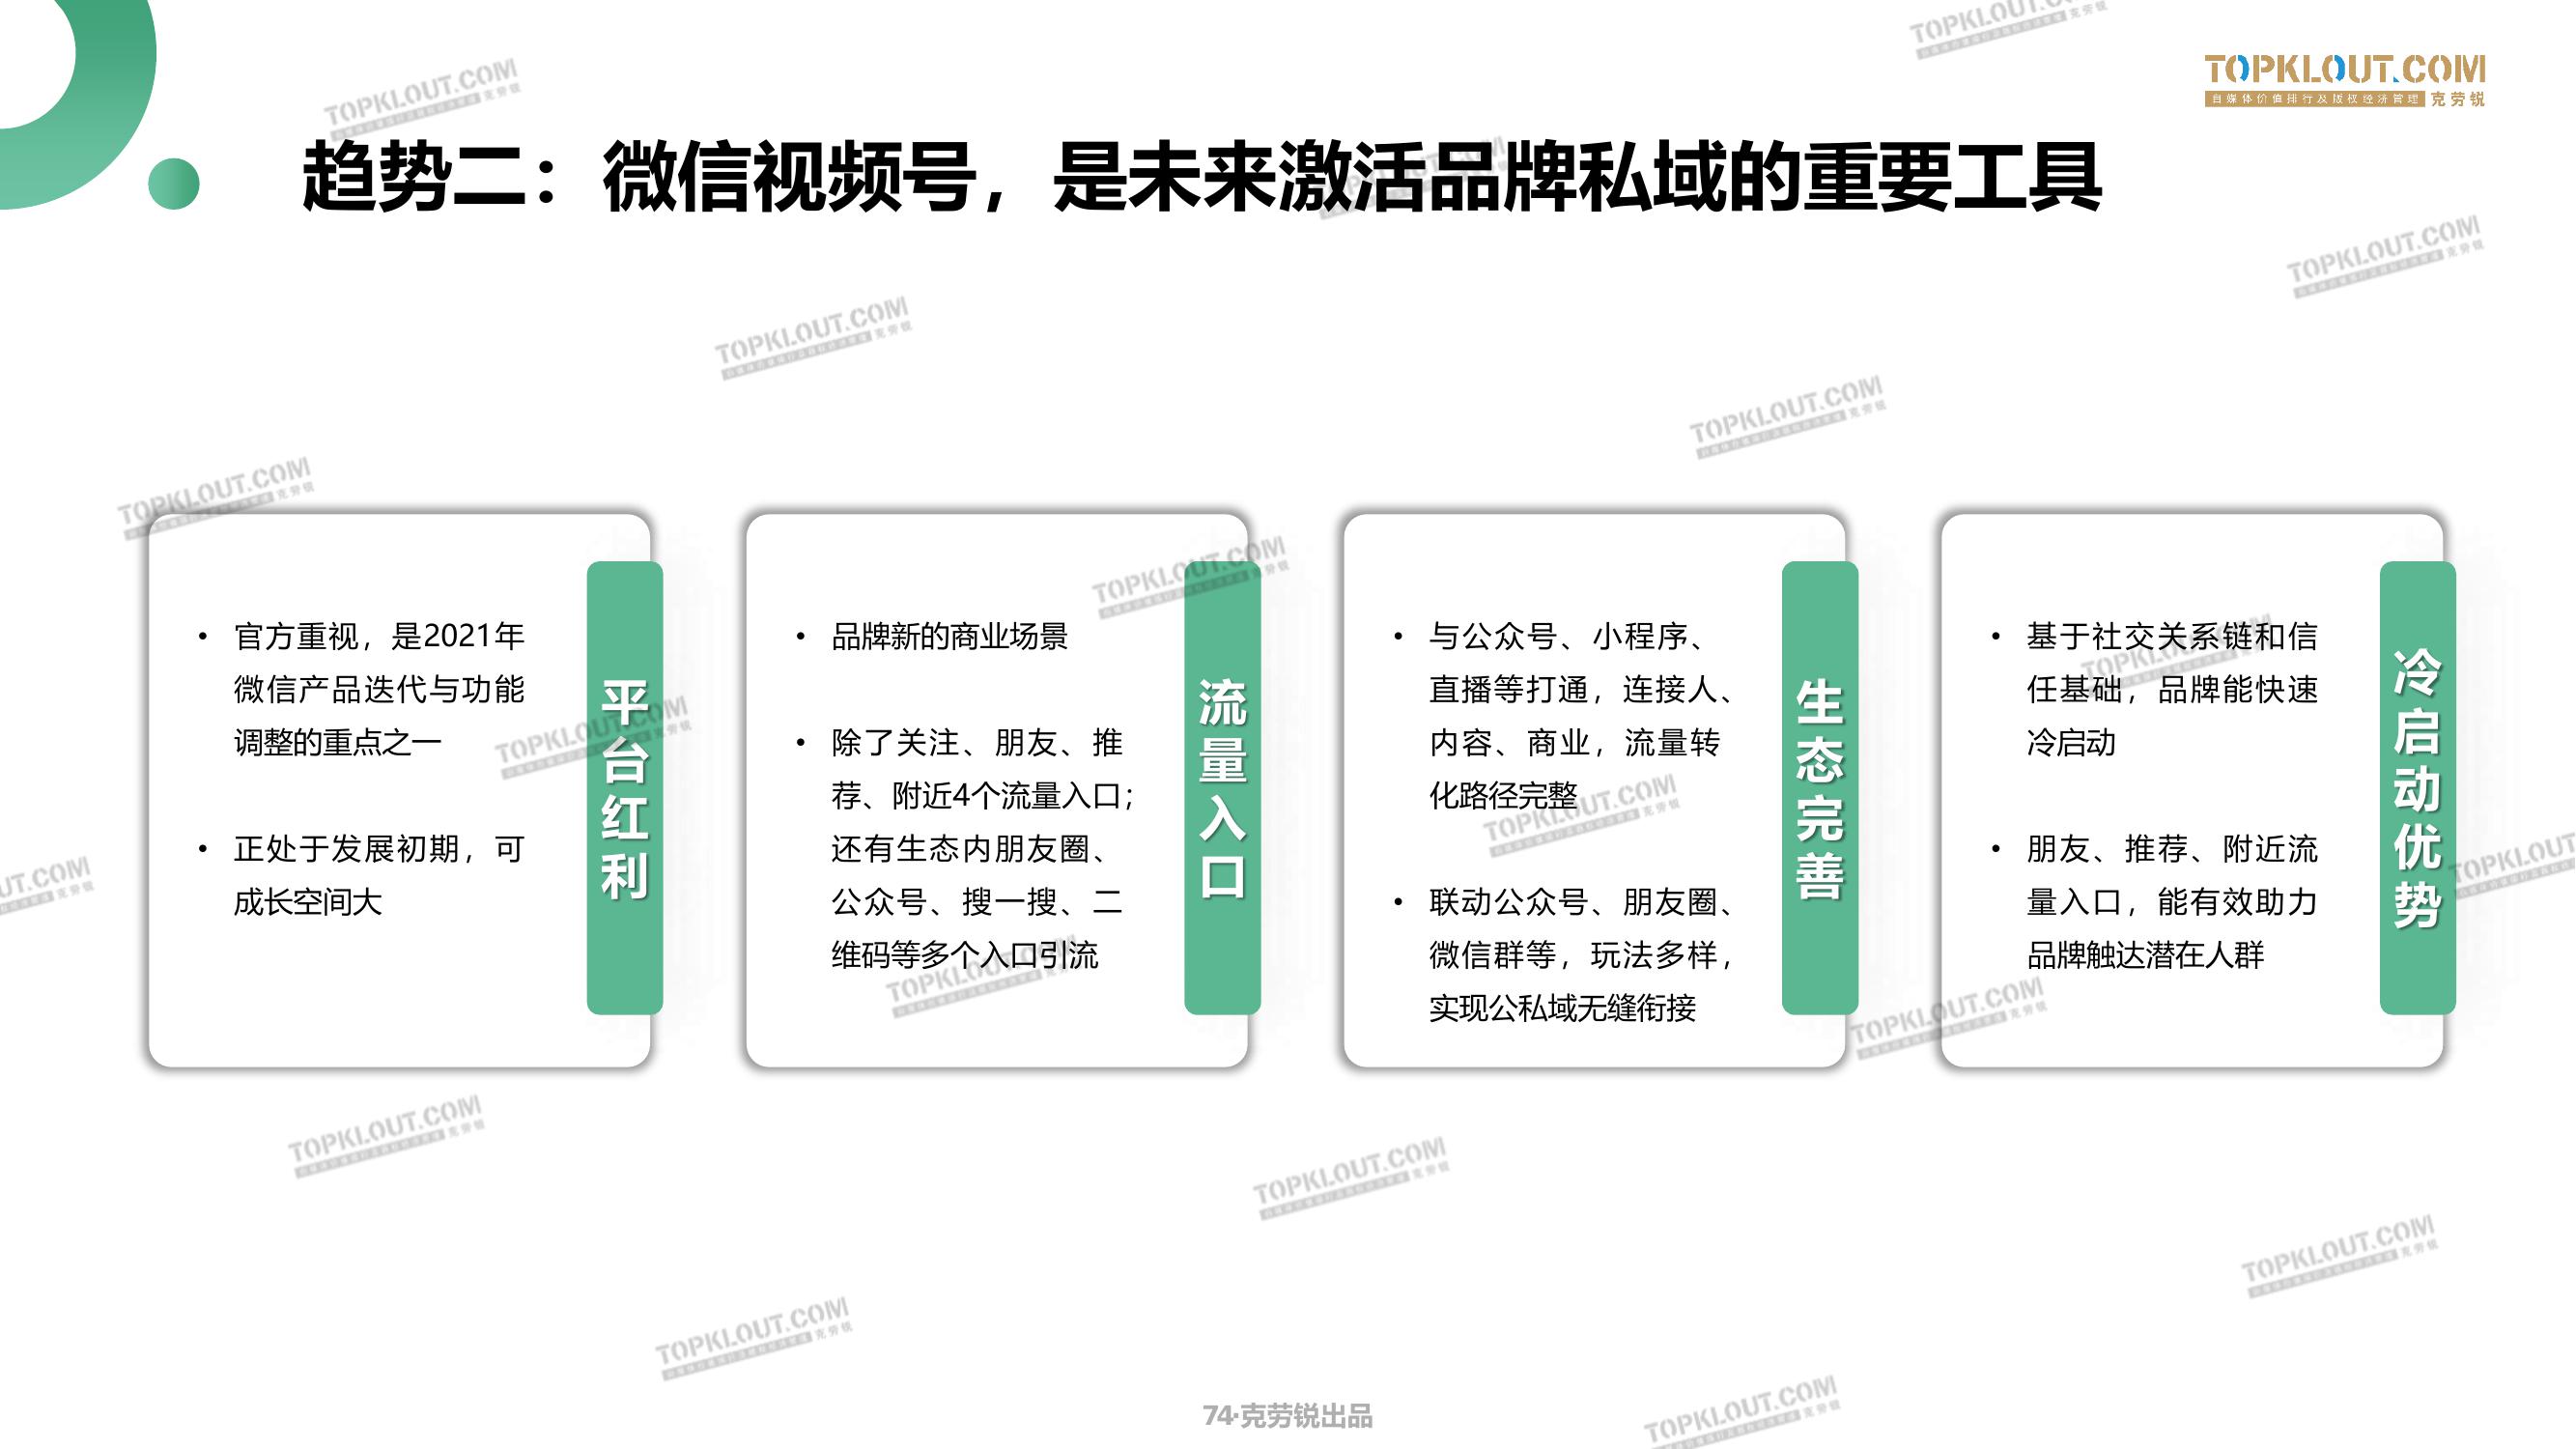 TOPKLOUT.COM
自媒体价值排行及版权经济管理 克劳锐
趋势二：微信视频号，是未来激活品牌私域的重要工具
• 官方重视，是2021年
微信产品迭代与功能
调整的重点之一
• 正处于发展初期，可
成长空间大
平台红利
• 品牌新的商业场景
• 除了关注、朋友、推
荐、附近4个流量入口；
还有生态内朋友圈、
公众号、搜一搜、二
维码等多个入口引流
流量入口
• 与公众号、小程序、
直播等打通，连接人、
内容、商业，流量转
化路径完整
• 联动公众号、朋友圈、
微信群等，玩法多样，
实现公私域无缝衔接
生态完善
• 基于社交关系链和信
任基础，品牌能快速
冷启动
• 朋友、推荐、附近流
量入口，能有效助力
品牌触达潜在人群
冷启动优势
74·克劳锐出品